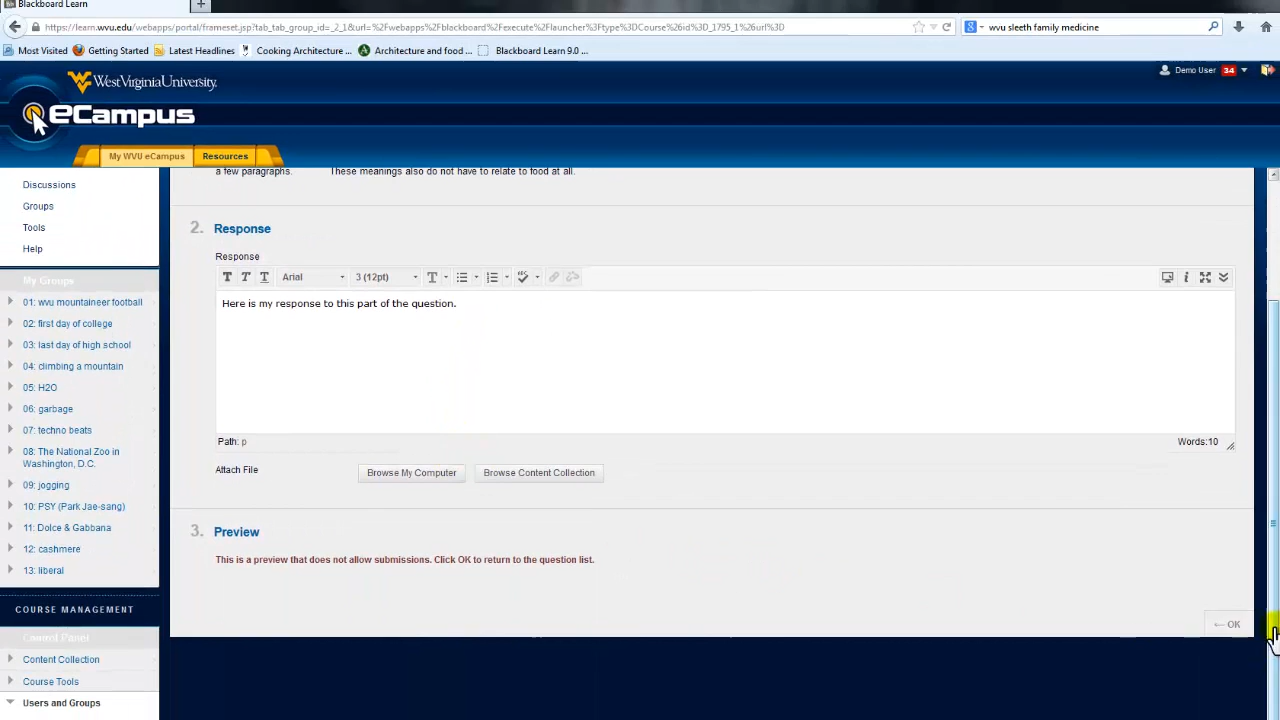 Blackboard Learn
https://learn.wvu.edu/webapps/portal/frameset.jsp?tab_tab_group_id=_2_1&url=%2Fwebapps%2Fblackboard%2Fexecute%2Flauncher%3Ftype%3DCourse%26id%3D_1795_1%26url%3D
wvu sleeth family medicine
Most Visited Getting Started Latest Headlines Cooking Architecture ... Architecture and food ... Blackboard Learn 9.0 ...
West Virginia University
Demo User 34
eCampus
My WVU eCampus Resources
a few paragraphs. These meanings also do not have to relate to food at all.
Discussions
Groups
Tools
Help
My Groups
01: wvu mountaineer football
02: first day of college
03: last day of high school
04: climbing a mountain
05: H2O
06: garbage
07: techno beats
08: The National Zoo in
Washington, D.C.
09: jogging
10: PSY (Park Jae-sang)
11: Dolce & Gabbana
12: cashmere
13: liberal
COURSE MANAGEMENT
Control Panel
Content Collection
Course Tools
Users and Groups
2. Response
Response
T T T Arial 3 (12pt) T
Here is my response to this part of the question.
Path: p Words:10
Attach File Browse My Computer Browse Content Collection
3. Preview
This is a preview that does not allow submissions. Click OK to return to the question list.
← OK